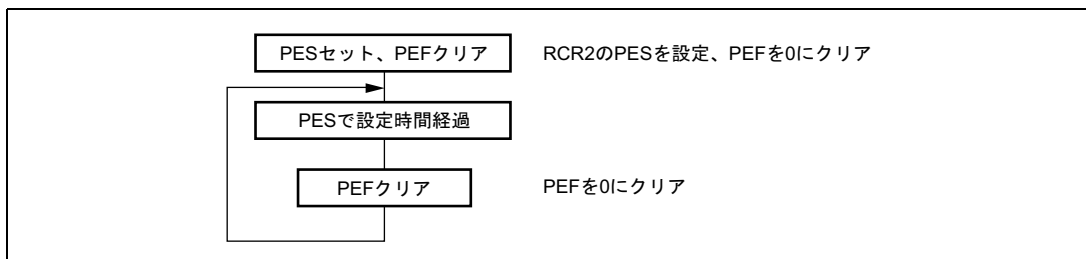 PESセット、PEFクリア
RCR2のPESを設定、PEFを0にクリア
PESで設定時間経過
PEFクリア
PEFを0にクリア